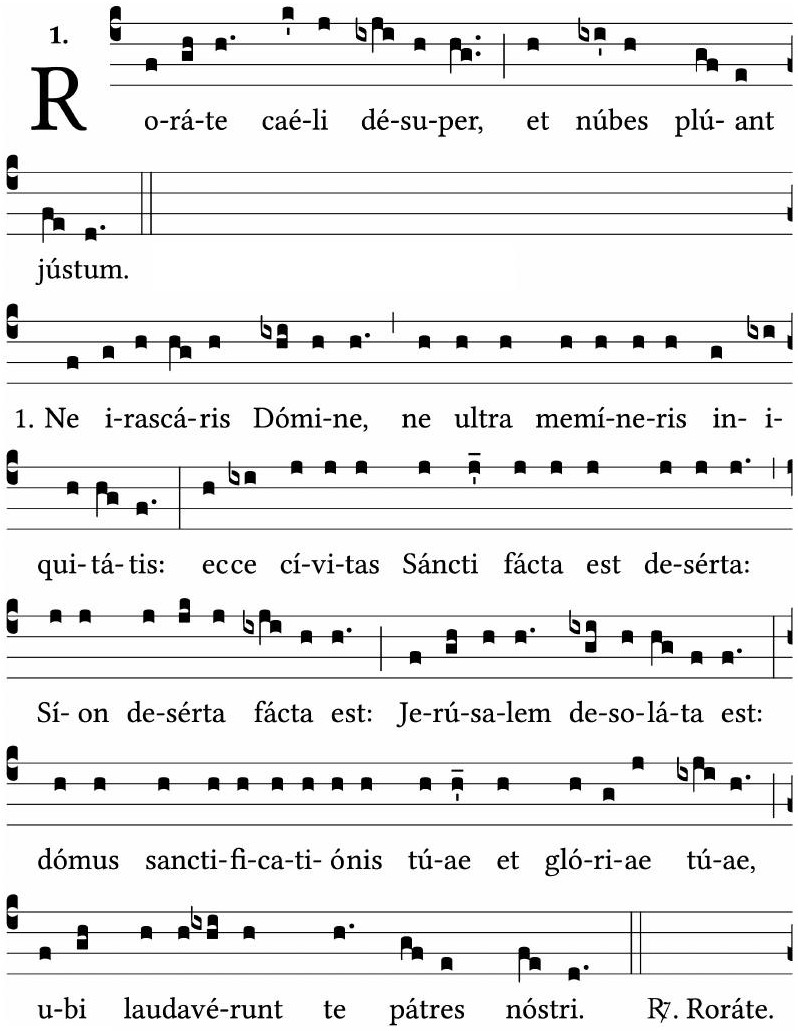 1.
Ro-rá-te caé-li dé-su-per, et núbes plú-ant
jústum.
1. Ne i-rascá-ris Dómi-ne, ne ultra memí-ne-ris in-i-
qui-tá-tis: ecce cí-vi-tas Sáncti fácta est de-sérta:
Sí-on de-sérta fácta est: Je-rú-sa-lem de-so-lá-ta est:
dómus sancti-fi-ca-ti-ónis tú-ae et gló-ri-ae tú-ae,
u-bi laudavé-runt te pátres nóstri. ℟. Roráte.